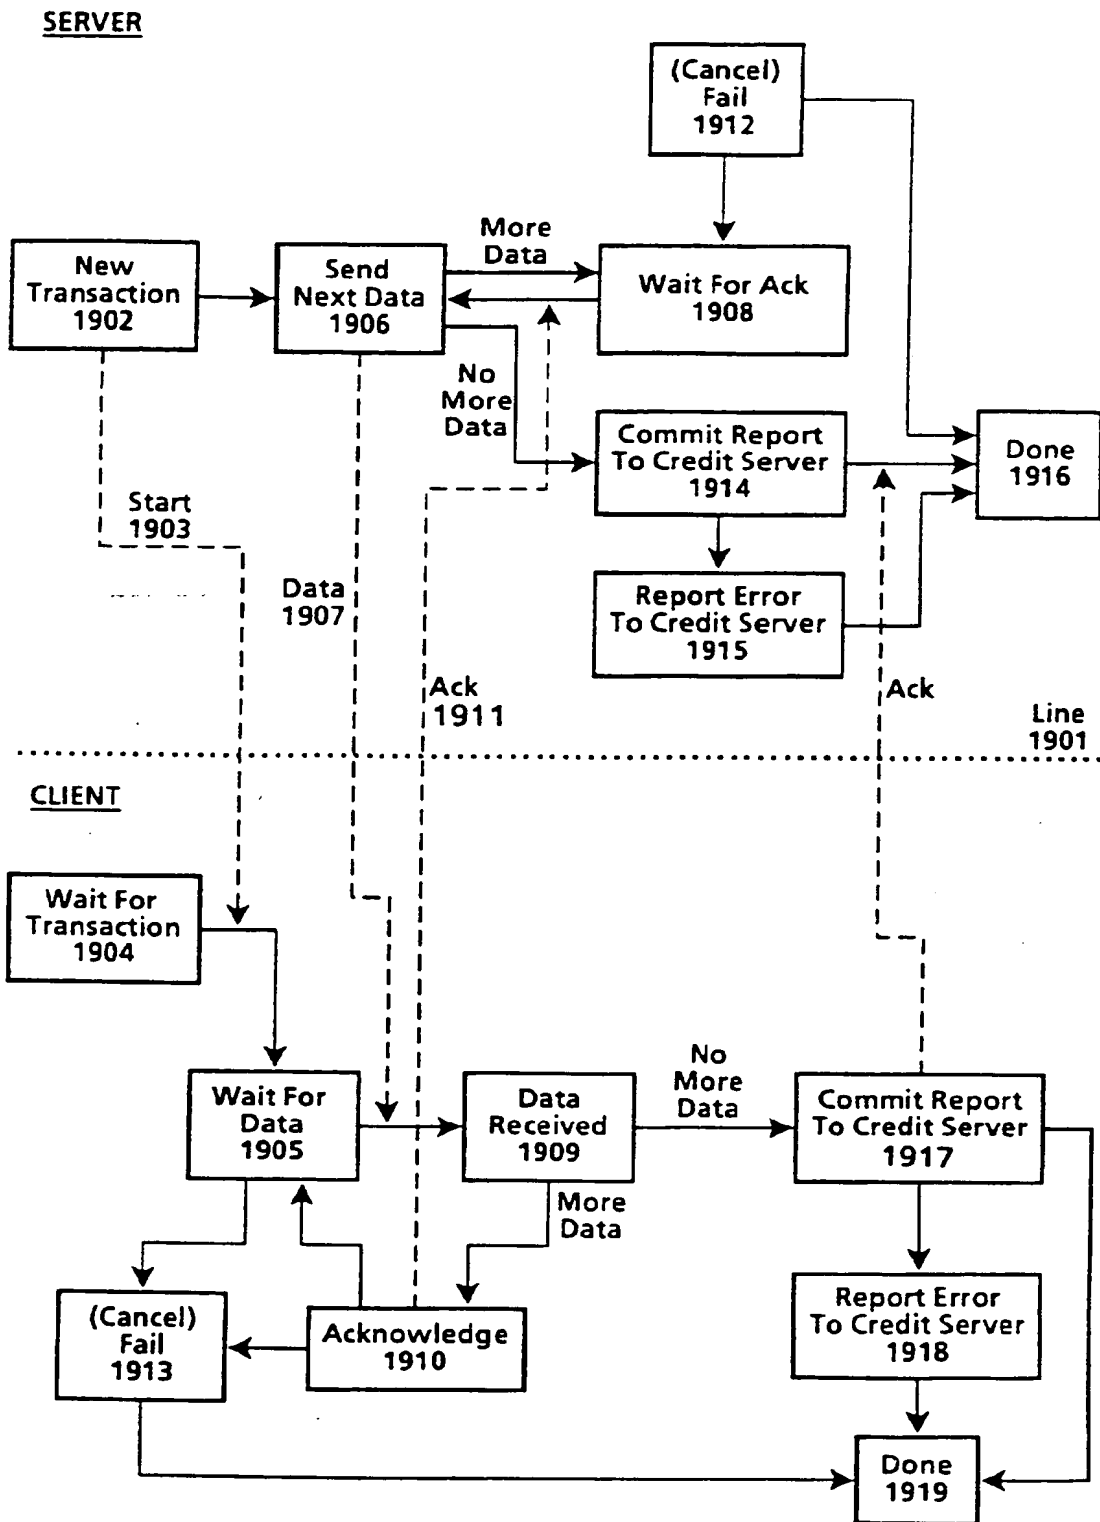 SERVER
(Cancel)
Fail
1912
New
Transaction
1902
Send
Next Data
1906
More
Data
Wait For Ack
1908
No
More
Data
Commit Report
To Credit Server
1914
Done
1916
Start
1903
Data
1907
Report Error
To Credit Server
1915
Ack
1911
Ack
Line
1901
CLIENT
Wait For
Transaction
1904
Wait For
Data
1905
Data
Received
1909
No
More
Data
Commit Report
To Credit Server
1917
More
Data
(Cancel)
Fail
1913
Acknowledge
1910
Report Error
To Credit Server
1918
Done
1919